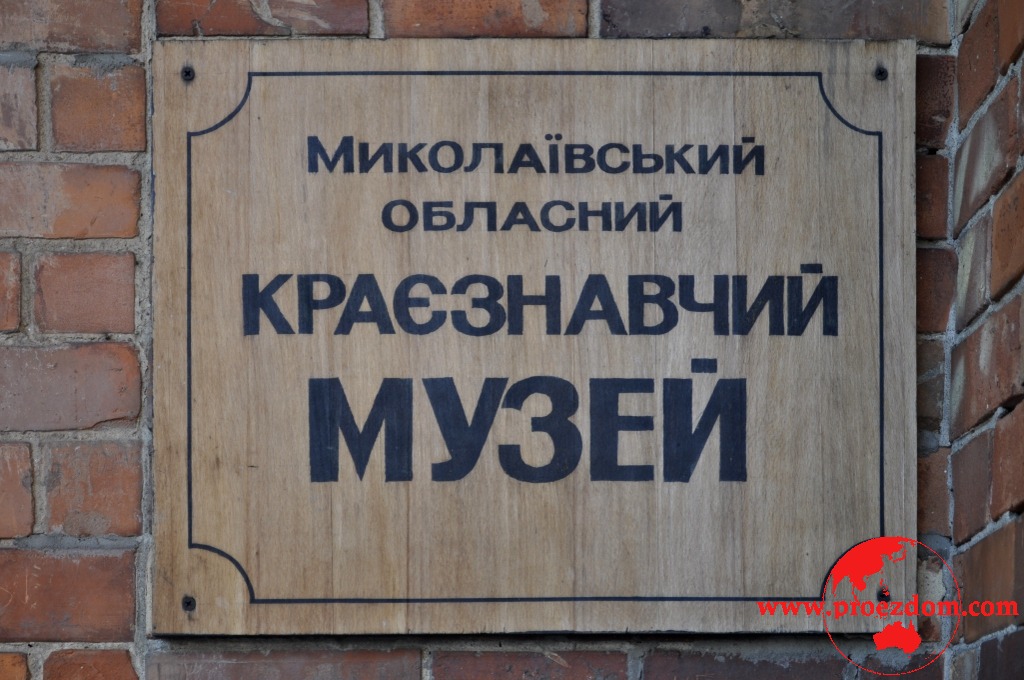 Миколаївський
обласний
краєзнавчий
музей
www.proezdom.com